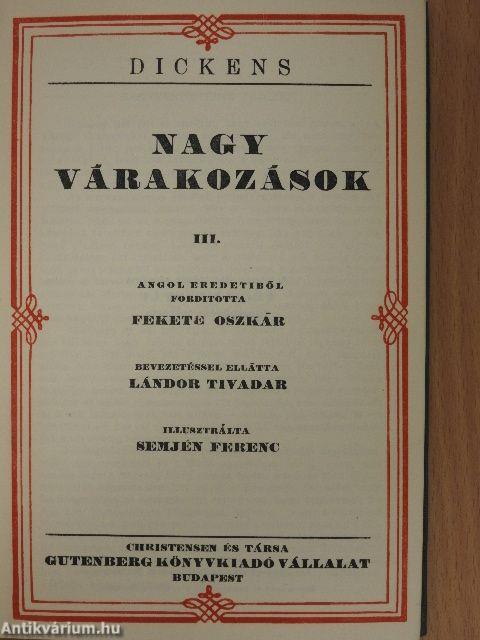 DICKENS
NAGY
VÁRAKOZÁSOK
III.
ANGOL EREDETIBŐL
FORDITOTTA
FEKETE OSZKÁR
BEVEZETÉSSEL ELLÁTTA
LÁNDOR TIVADAR
ILLUSZTRÁLTA
SEMJÉN FERENC
CHRISTENSEN ÉS TÁRSA
GUTENBERG KÖNYVKIADÓ VÁLLALAT
BUDAPEST
Antikvárium.hu